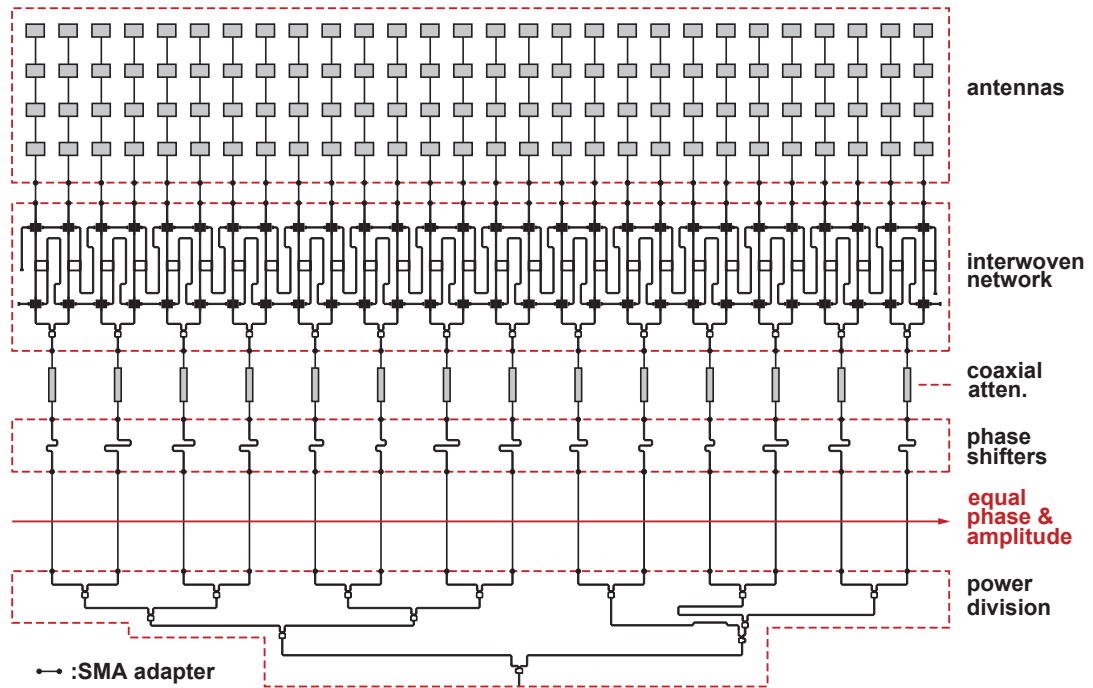 antennas
interwoven
network
coaxial
atten.
phase
shifters
equal
phase &
amplitude
power
division
:SMA adapter